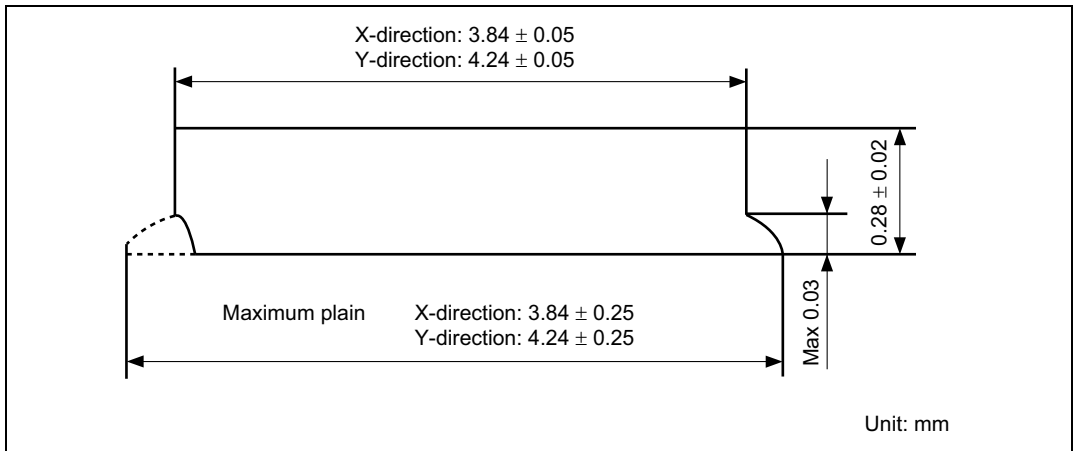 X-direction: 3.84 ± 0.05
Y-direction: 4.24 ± 0.05
0.28 ± 0.02
Max 0.03
Maximum plain
X-direction: 3.84 ± 0.25
Y-direction: 4.24 ± 0.25
Unit: mm